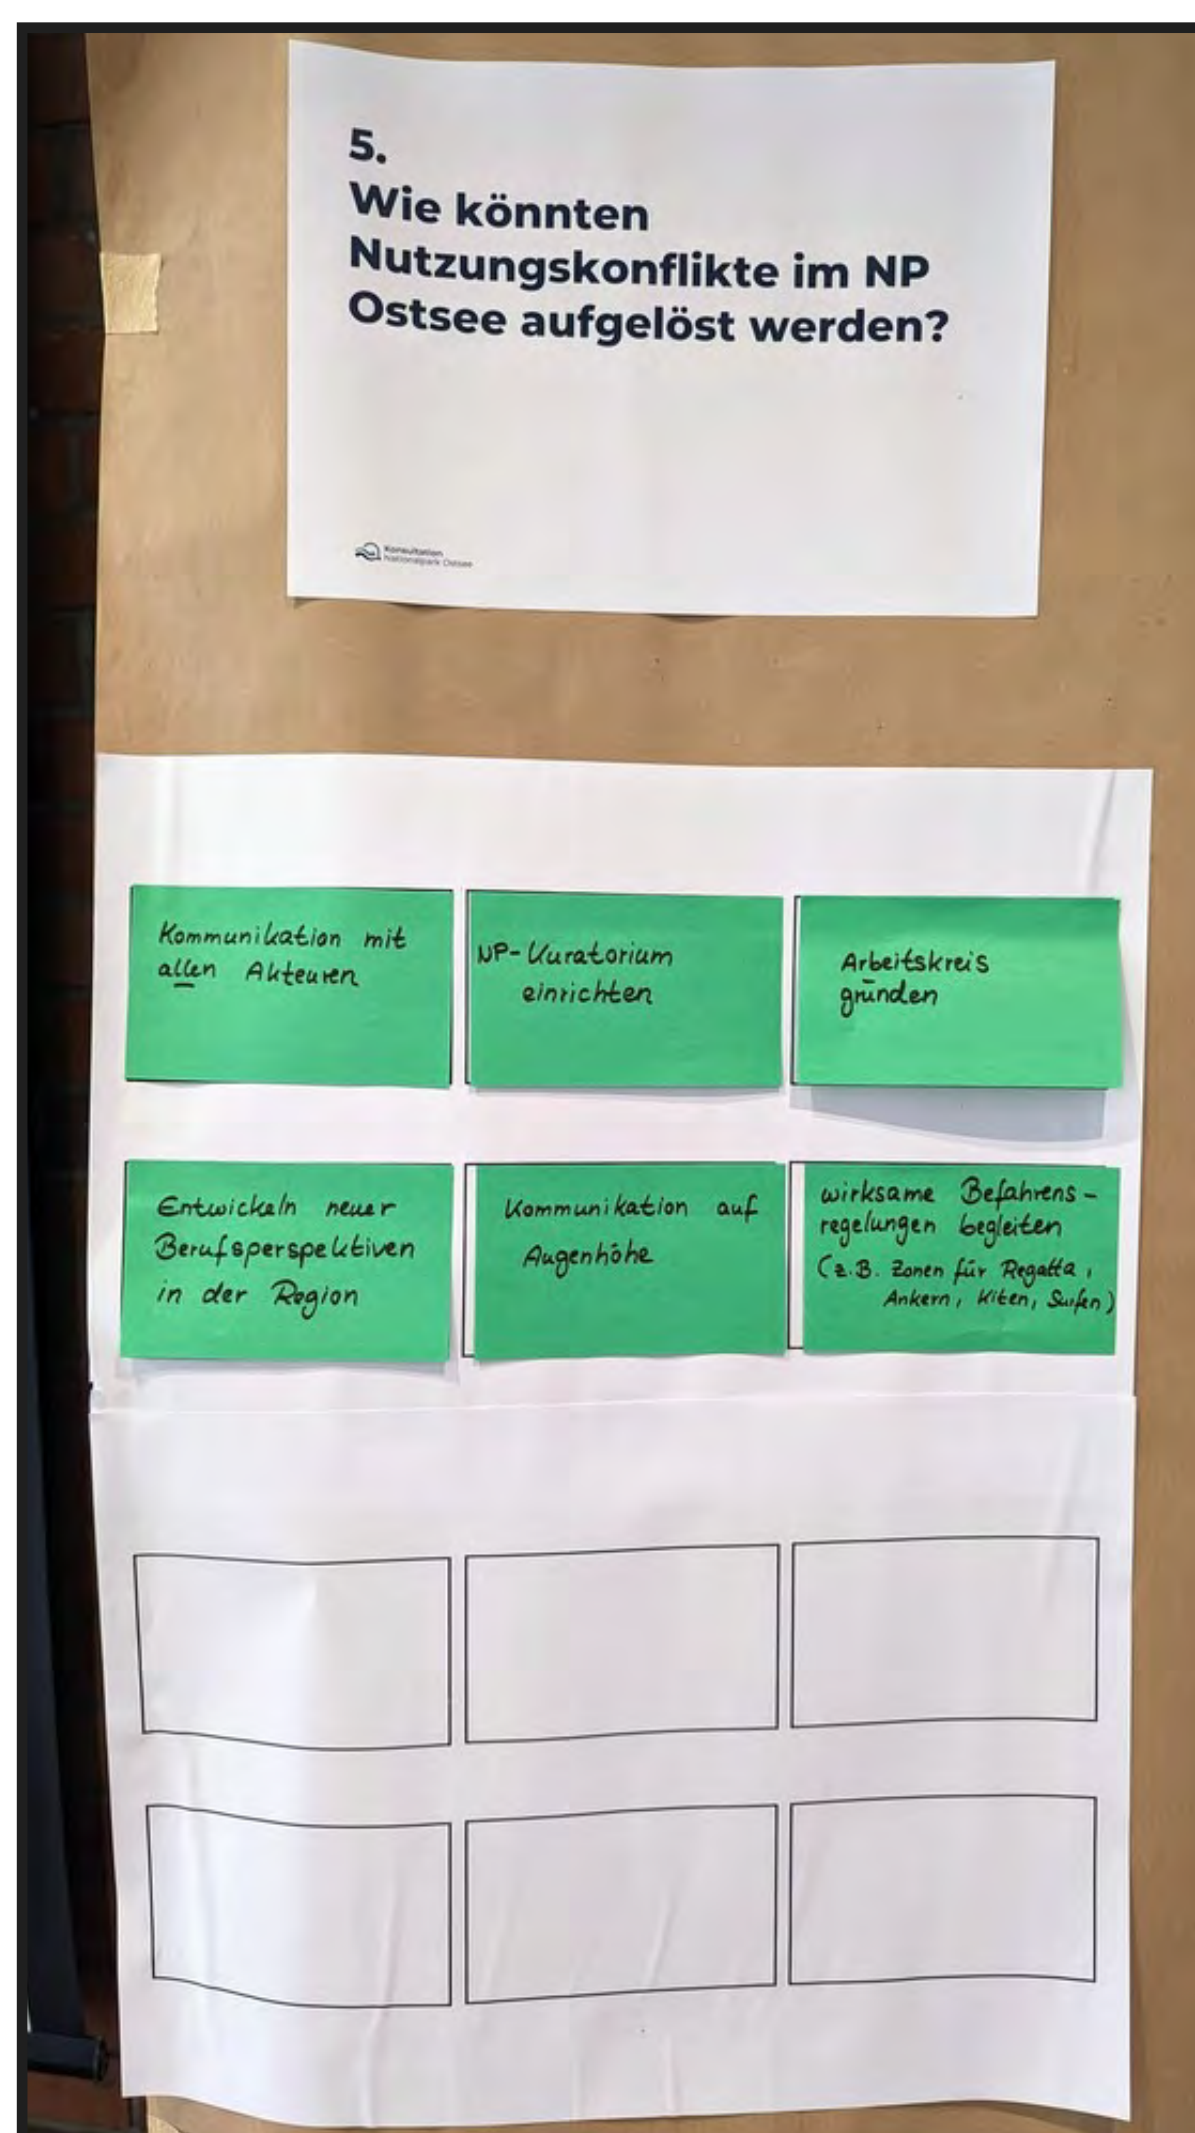 5.
Wie könnten
Nutzungskonflikte im NP
Ostsee aufgelöst werden?
Konsultation
Nationalpark Ostsee
Kommunikation mit
allen Akteuren
NP-Kuratorium
einrichten
Arbeitskreis
gründen
Entwickeln neuer
Berufsperspektiven
in der Region
Kommunikation auf
Augenhöhe
wirksame Befahrens-
regelungen begleiten
(z.B. Zonen für Regatta,
Ankern, Kiten, Surfen)